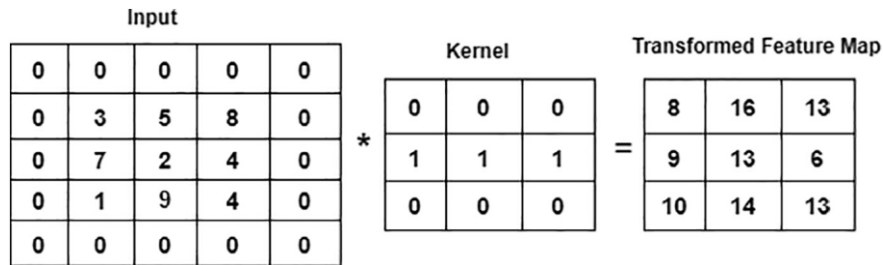 Input
Kernel
Transformed Feature Map
0 0 0 0 0
0 3 5 8 0
0 7 2 4 0
0 1 9 4 0
0 0 0 0 0
*
0 0 0
1 1 1
0 0 0
=
8 16 13
9 13 6
10 14 13